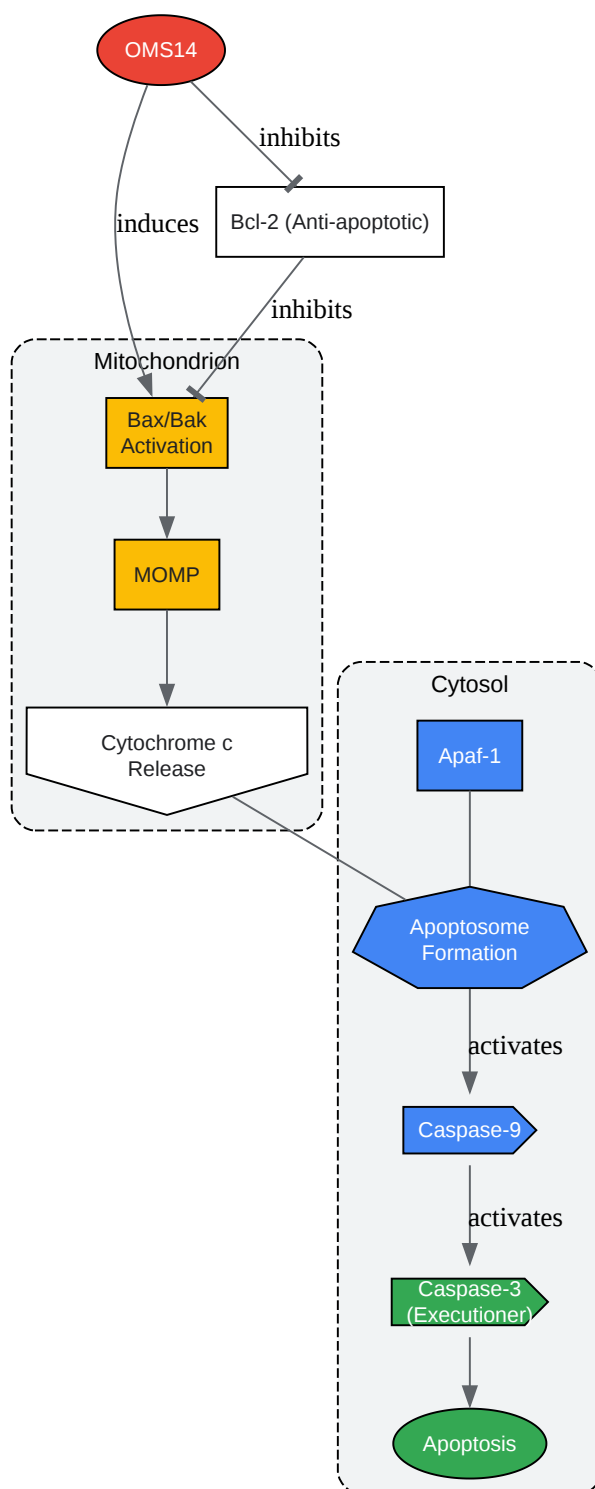 OMS14
inhibits
induces
Bcl-2 (Anti-apoptotic)
inhibits
Mitochondrion
Bax/Bak
Activation
MOMP
Cytochrome c
Release
Cytosol
Apaf-1
Apoptosome
Formation
activates
Caspase-9
activates
Caspase-3
(Executioner)
Apoptosis